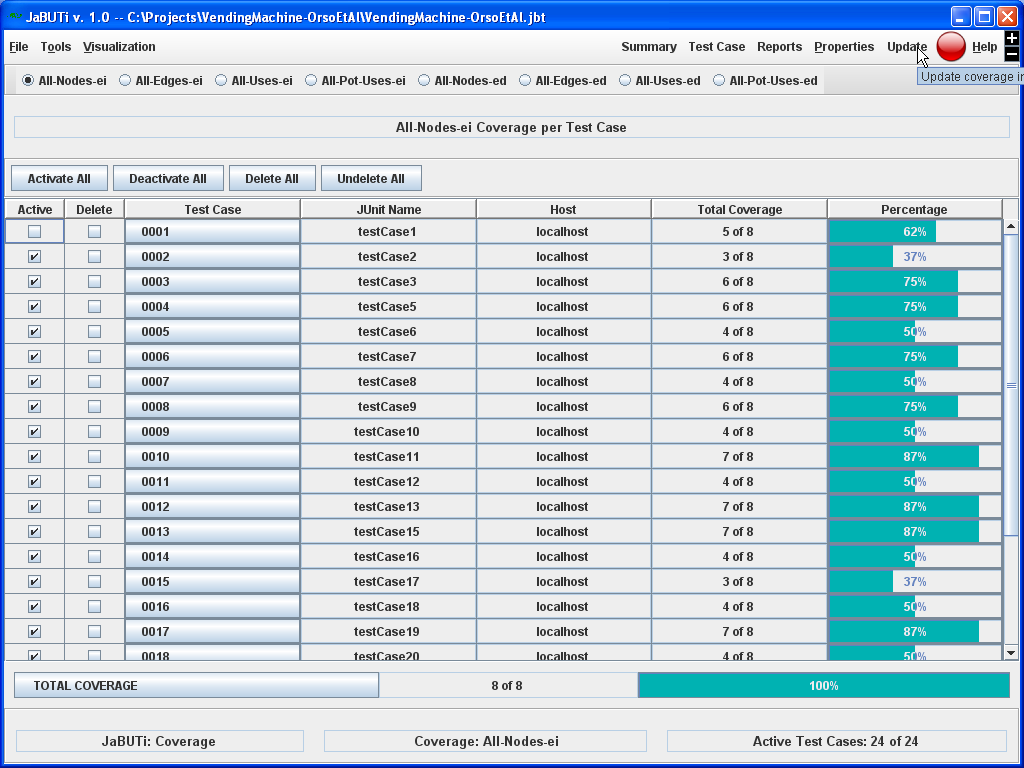 JaBUTi v. 1.0 -- C:\Projects\VendingMachine-OrsoEtAl\VendingMachine-OrsoEtAl.jbt
File Tools Visualization Summary Test Case Reports Properties Update Help
Update coverage in
All-Nodes-ei All-Edges-ei All-Uses-ei All-Pot-Uses-ei All-Nodes-ed All-Edges-ed All-Uses-ed All-Pot-Uses-ed
All-Nodes-ei Coverage per Test Case
Activate All Deactivate All Delete All Undelete All
Active Delete Test Case JUnit Name Host Total Coverage Percentage
0001 testCase1 localhost 5 of 8 62%
0002 testCase2 localhost 3 of 8 37%
0003 testCase3 localhost 6 of 8 75%
0004 testCase5 localhost 6 of 8 75%
0005 testCase6 localhost 4 of 8 50%
0006 testCase7 localhost 6 of 8 75%
0007 testCase8 localhost 4 of 8 50%
0008 testCase9 localhost 6 of 8 75%
0009 testCase10 localhost 4 of 8 50%
0010 testCase11 localhost 7 of 8 87%
0011 testCase12 localhost 4 of 8 50%
0012 testCase13 localhost 7 of 8 87%
0013 testCase15 localhost 7 of 8 87%
0014 testCase16 localhost 4 of 8 50%
0015 testCase17 localhost 3 of 8 37%
0016 testCase18 localhost 4 of 8 50%
0017 testCase19 localhost 7 of 8 87%
0018 testCase20 localhost 4 of 8 50%
TOTAL COVERAGE 8 of 8 100%
JaBUTi: Coverage Coverage: All-Nodes-ei Active Test Cases: 24 of 24